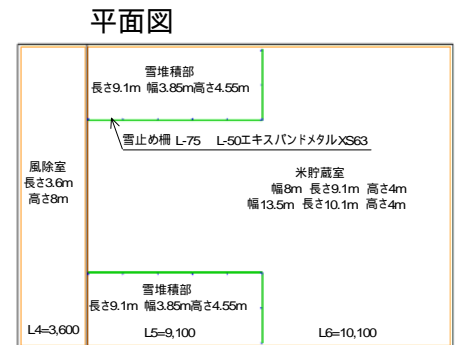 平面図
雪堆積部
長さ9.1m 幅3.85m高さ4.55m
雪止め柵 L-75 L-50エキスパンドメタルXS63
風除室
長さ3.6m
高さ8m
米貯蔵室
幅8m 長さ9.1m 高さ4m
幅13.5m 長さ10.1m 高さ4m
雪堆積部
長さ9.1m 幅3.85m高さ4.55m
L4=3,600 L5=9,100 L6=10,100